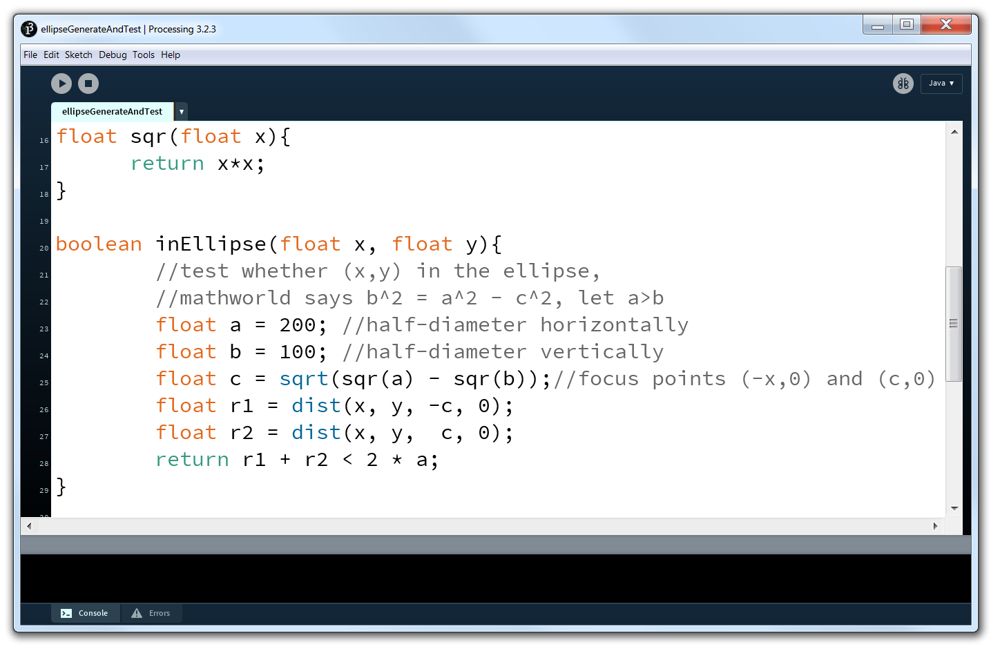 ellipseGenerateAndTest | Processing 3.2.3
File Edit Sketch Debug Tools Help
Java ▾
ellipseGenerateAndTest ▾
16 float sqr(float x){
17 return x*x;
18 }
19
20 boolean inEllipse(float x, float y){
21 //test whether (x,y) in the ellipse,
22 //mathworld says b^2 = a^2 - c^2, let a>b
23 float a = 200; //half-diameter horizontally
24 float b = 100; //half-diameter vertically
25 float c = sqrt(sqr(a) - sqr(b));//focus points (-x,0) and (c,0)
26 float r1 = dist(x, y, -c, 0);
27 float r2 = dist(x, y,  c, 0);
28 return r1 + r2 < 2 * a;
29 }
Console Errors